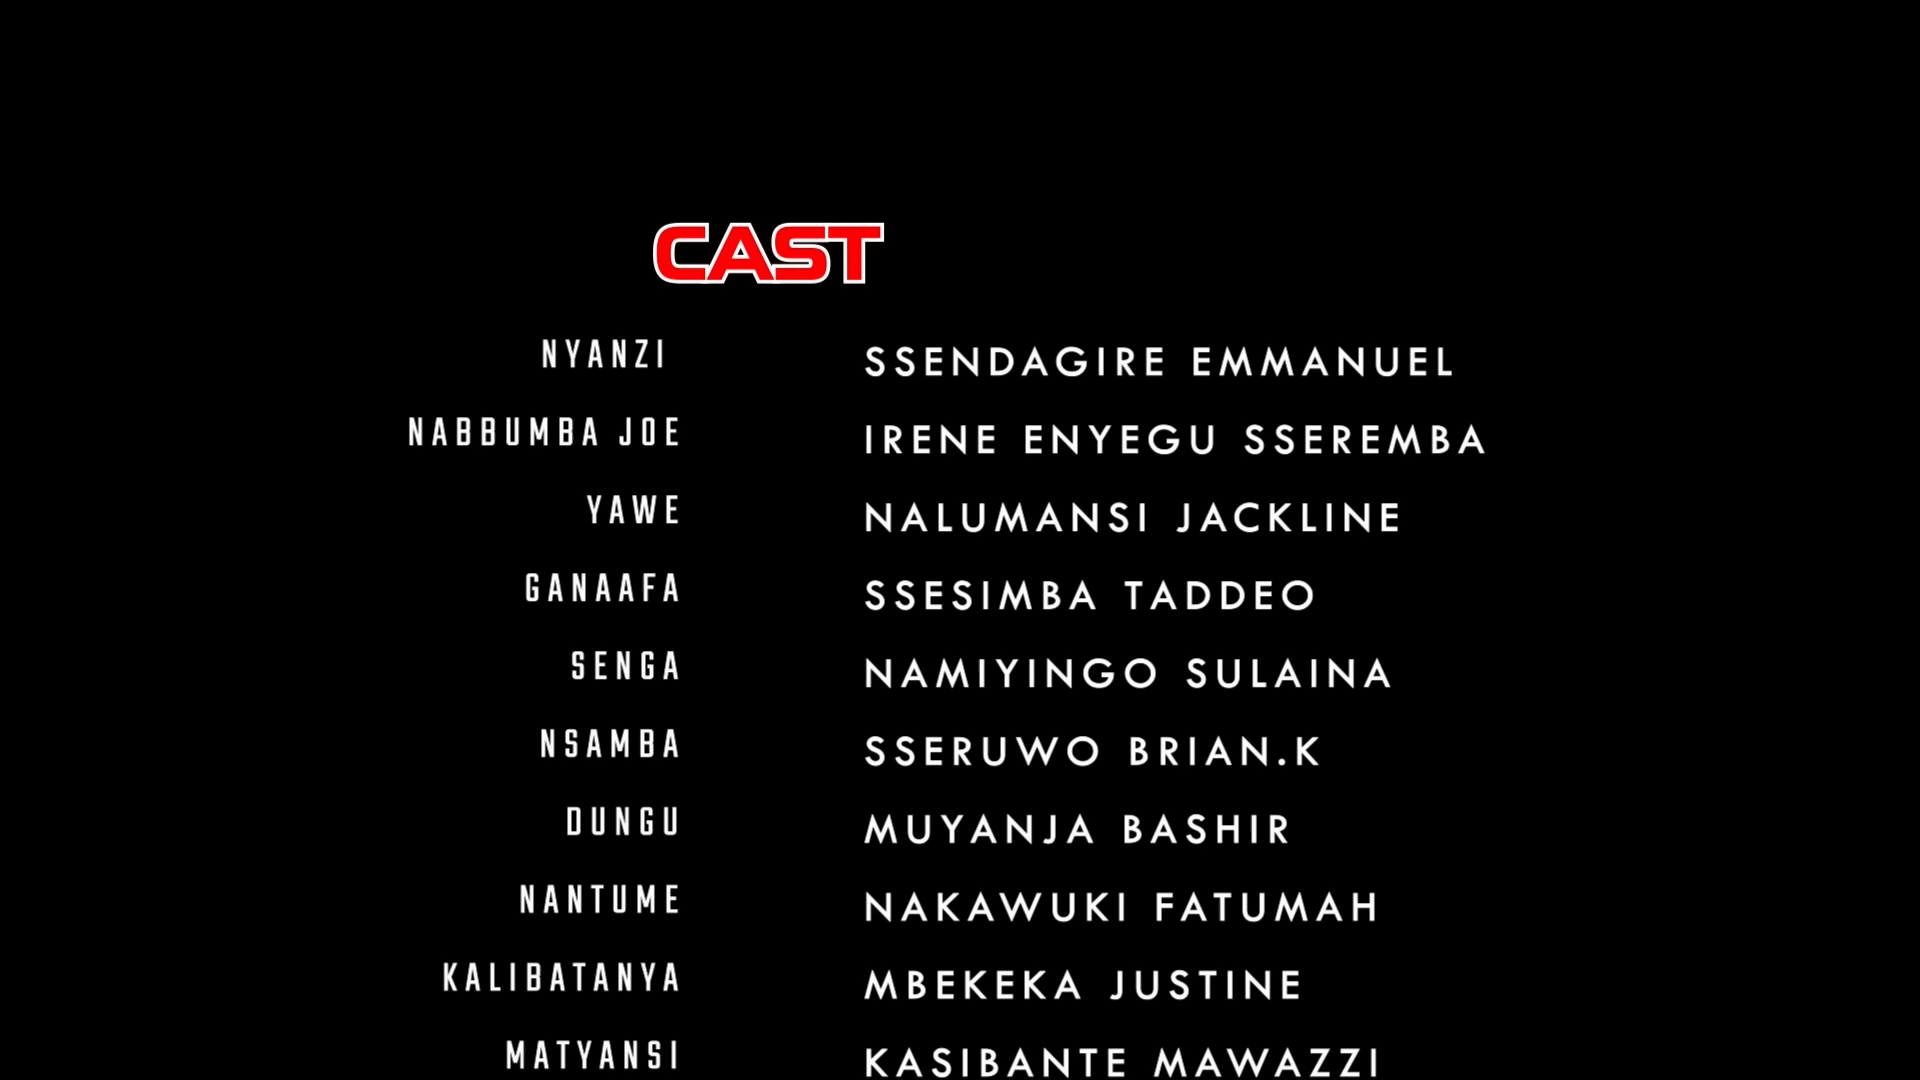 CAST
NYANZI SSENDAGIRE EMMANUEL
NABBUMBA JOE IRENE ENYEGU SSEREMBA
YAWE NALUMANSI JACKLINE
GANAAFA SSESIMBA TADDEO
SENGA NAMIYINGO SULAINA
NSAMBA SSERUWO BRIAN.K
DUNGU MUYANJA BASHIR
NANTUME NAKAWUKI FATUMAH
KALIBATANYA MBEKEKA JUSTINE
MATYANSI KASIBANTE MAWAZZI